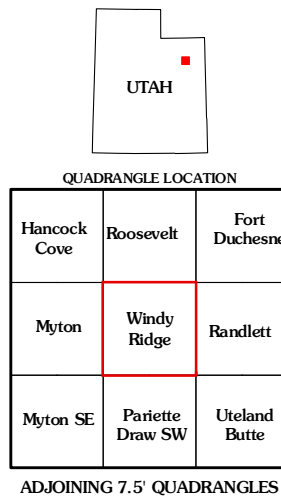 UTAH
QUADRANGLE LOCATION
Hancock
Cove
Roosevelt
Fort
Duchesne
Myton
Windy
Ridge
Randlett
Myton SE
Pariette
Draw SW
Uteland
Butte
ADJOINING 7.5' QUADRANGLES